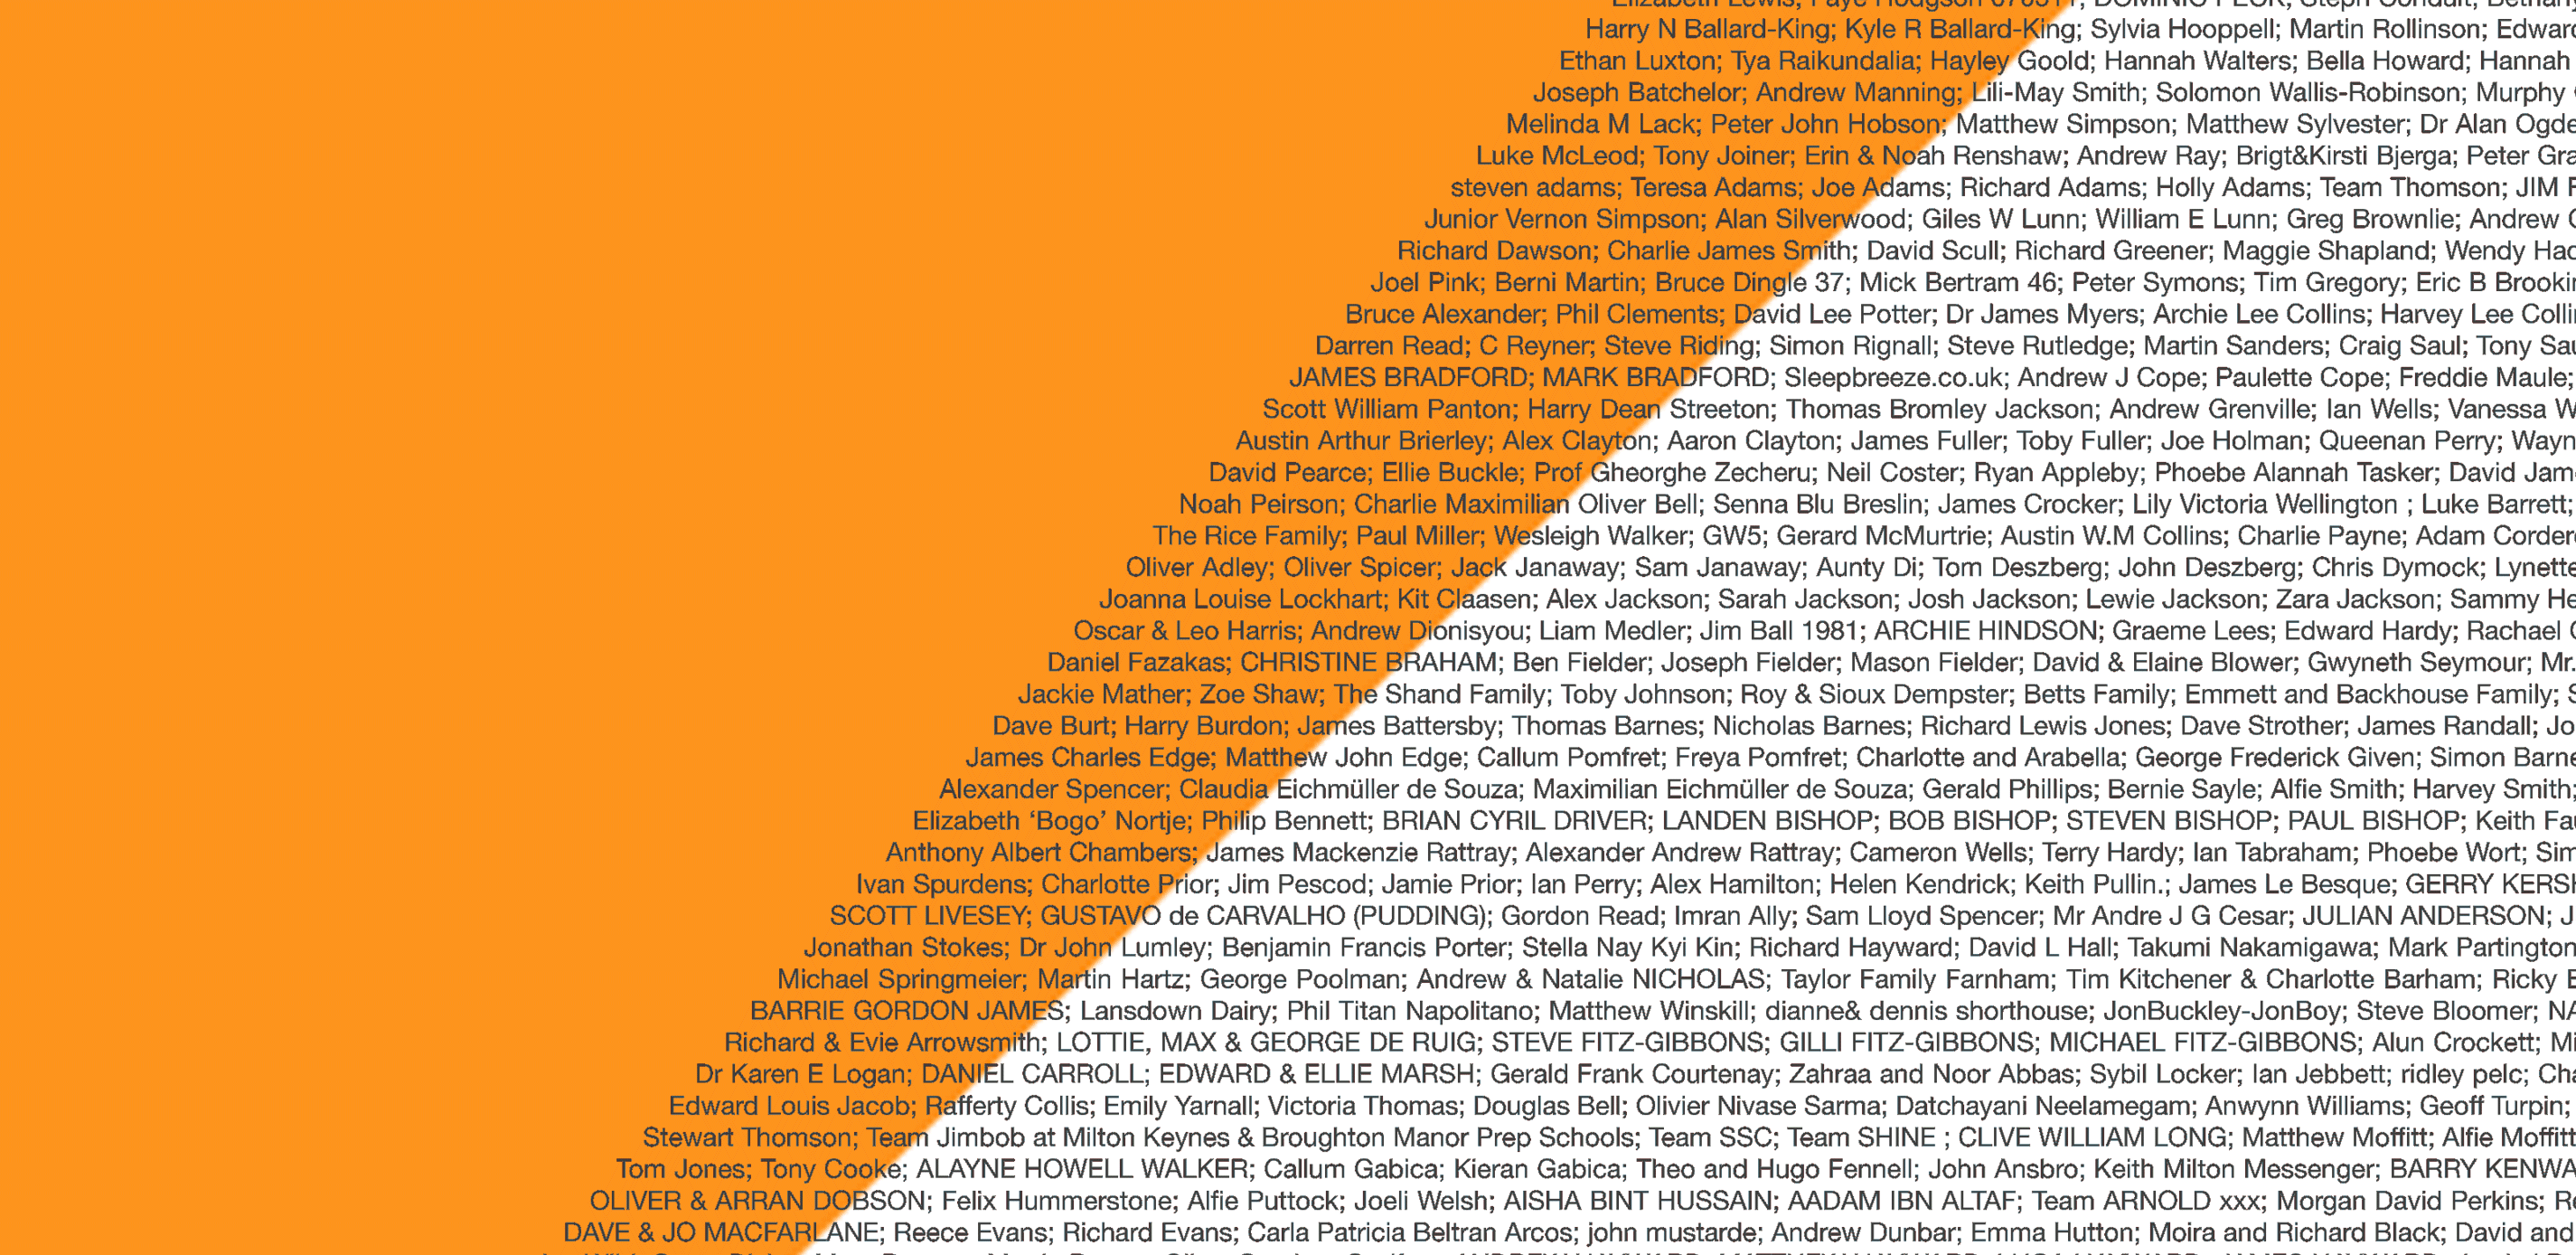 Harry N Ballard-King; Kyle R Ballard-King; Sylvia Hooppell; Martin Rollinson;
Ethan Luxton; Tya Raikundalia; Hayley Goold; Hannah Walters; Bella Howard; Hannah
Joseph Batchelor; Andrew Manning; Lili-May Smith; Solomon Wallis-Robinson; Murphy
Melinda M Lack; Peter John Hobson; Matthew Simpson; Matthew Sylvester; Dr Alan
Luke McLeod; Tony Joiner; Erin & Noah Renshaw; Andrew Ray; Brigt&Kirsti Bjerga; Peter
steven adams; Teresa Adams; Joe Adams; Richard Adams; Holly Adams; Team Thomson; JIM
Junior Vernon Simpson; Alan Silverwood; Giles W Lunn; William E Lunn; Greg Brownlie; Andrew
Richard Dawson; Charlie James Smith; David Scull; Richard Greener; Maggie Shapland; Wendy
Joel Pink; Berni Martin; Bruce Dingle 37; Mick Bertram 46; Peter Symons; Tim Gregory; Eric B
Bruce Alexander; Phil Clements; David Lee Potter; Dr James Myers; Archie Lee Collins; Harvey Lee
Darren Read; C Reyner; Steve Riding; Simon Rignall; Steve Rutledge; Martin Sanders; Craig Saul; Tony
JAMES BRADFORD; MARK BRADFORD; Sleepbreeze.co.uk; Andrew J Cope; Paulette Cope; Freddie Maule;
Scott William Panton; Harry Dean Streeton; Thomas Bromley Jackson; Andrew Grenville; Ian Wells; Vanessa
Austin Arthur Brierley; Alex Clayton; Aaron Clayton; James Fuller; Toby Fuller; Joe Holman; Queenan Perry;
David Pearce; Ellie Buckle; Prof Gheorghe Zecheru; Neil Coster; Ryan Appleby; Phoebe Alannah Tasker; David
Noah Peirson; Charlie Maximilian Oliver Bell; Senna Blu Breslin; James Crocker; Lily Victoria Wellington ; Luke Barrett;
The Rice Family; Paul Miller; Wesleigh Walker; GW5; Gerard McMurtrie; Austin W.M Collins; Charlie Payne; Adam
Oliver Adley; Oliver Spicer; Jack Janaway; Sam Janaway; Aunty Di; Tom Deszberg; John Deszberg; Chris Dymock; Lynette
Joanna Louise Lockhart; Kit Claasen; Alex Jackson; Sarah Jackson; Josh Jackson; Lewie Jackson; Zara Jackson; Sammy
Oscar & Leo Harris; Andrew Dionisyou; Liam Medler; Jim Ball 1981; ARCHIE HINDSON; Graeme Lees; Edward Hardy; Rachael
Daniel Fazakas; CHRISTINE BRAHAM; Ben Fielder; Joseph Fielder; Mason Fielder; David & Elaine Blower; Gwyneth Seymour; Mr.
Jackie Mather; Zoe Shaw; The Shand Family; Toby Johnson; Roy & Sioux Dempster; Betts Family; Emmett and Backhouse Family;
Dave Burt; Harry Burdon; James Battersby; Thomas Barnes; Nicholas Barnes; Richard Lewis Jones; Dave Strother; James Randall;
James Charles Edge; Matthew John Edge; Callum Pomfret; Freya Pomfret; Charlotte and Arabella; George Frederick Given; Simon
Alexander Spencer; Claudia Eichmüller de Souza; Maximilian Eichmüller de Souza; Gerald Phillips; Bernie Sayle; Alfie Smith; Harvey Smith;
Elizabeth ‘Bogo’ Nortje; Philip Bennett; BRIAN CYRIL DRIVER; LANDEN BISHOP; BOB BISHOP; STEVEN BISHOP; PAUL BISHOP; Keith
Anthony Albert Chambers; James Mackenzie Rattray; Alexander Andrew Rattray; Cameron Wells; Terry Hardy; Ian Tabraham; Phoebe Wort;
Ivan Spurdens; Charlotte Prior; Jim Pescod; Jamie Prior; Ian Perry; Alex Hamilton; Helen Kendrick; Keith Pullin.; James Le Besque; GERRY
SCOTT LIVESEY; GUSTAVO de CARVALHO (PUDDING); Gordon Read; Imran Ally; Sam Lloyd Spencer; Mr Andre J G Cesar; JULIAN ANDERSON;
Jonathan Stokes; Dr John Lumley; Benjamin Francis Porter; Stella Nay Kyi Kin; Richard Hayward; David L Hall; Takumi Nakamigawa; Mark Partington
Michael Springmeier; Martin Hartz; George Poolman; Andrew & Natalie NICHOLAS; Taylor Family Farnham; Tim Kitchener & Charlotte Barham; Ricky
BARRIE GORDON JAMES; Lansdown Dairy; Phil Titan Napolitano; Matthew Winskill; dianne& dennis shorthouse; JonBuckley-JonBoy; Steve Bloomer;
Richard & Evie Arrowsmith; LOTTIE, MAX & GEORGE DE RUIG; STEVE FITZ-GIBBONS; GILLI FITZ-GIBBONS; MICHAEL FITZ-GIBBONS; Alun Crockett;
Dr Karen E Logan; DANIEL CARROLL; EDWARD & ELLIE MARSH; Gerald Frank Courtenay; Zahraa and Noor Abbas; Sybil Locker; Ian Jebbett; ridley pelc;
Edward Louis Jacob; Rafferty Collis; Emily Yarnall; Victoria Thomas; Douglas Bell; Olivier Nivase Sarma; Datchayani Neelamegam; Anwynn Williams; Geoff Turpin;
Stewart Thomson; Team Jimbob at Milton Keynes & Broughton Manor Prep Schools; Team SSC; Team SHINE ; CLIVE WILLIAM LONG; Matthew Moffitt; Alfie Moffitt
Tom Jones; Tony Cooke; ALAYNE HOWELL WALKER; Callum Gabica; Kieran Gabica; Theo and Hugo Fennell; John Ansbro; Keith Milton Messenger; BARRY
OLIVER & ARRAN DOBSON; Felix Hummerstone; Alfie Puttock; Joeli Welsh; AISHA BINT HUSSAIN; AADAM IBN ALTAF; Team ARNOLD xxx; Morgan David Perkins;
DAVE & JO MACFARLANE; Reece Evans; Richard Evans; Carla Patricia Beltran Arcos; john mustarde; Andrew Dunbar; Emma Hutton; Moira and Richard Black; David and